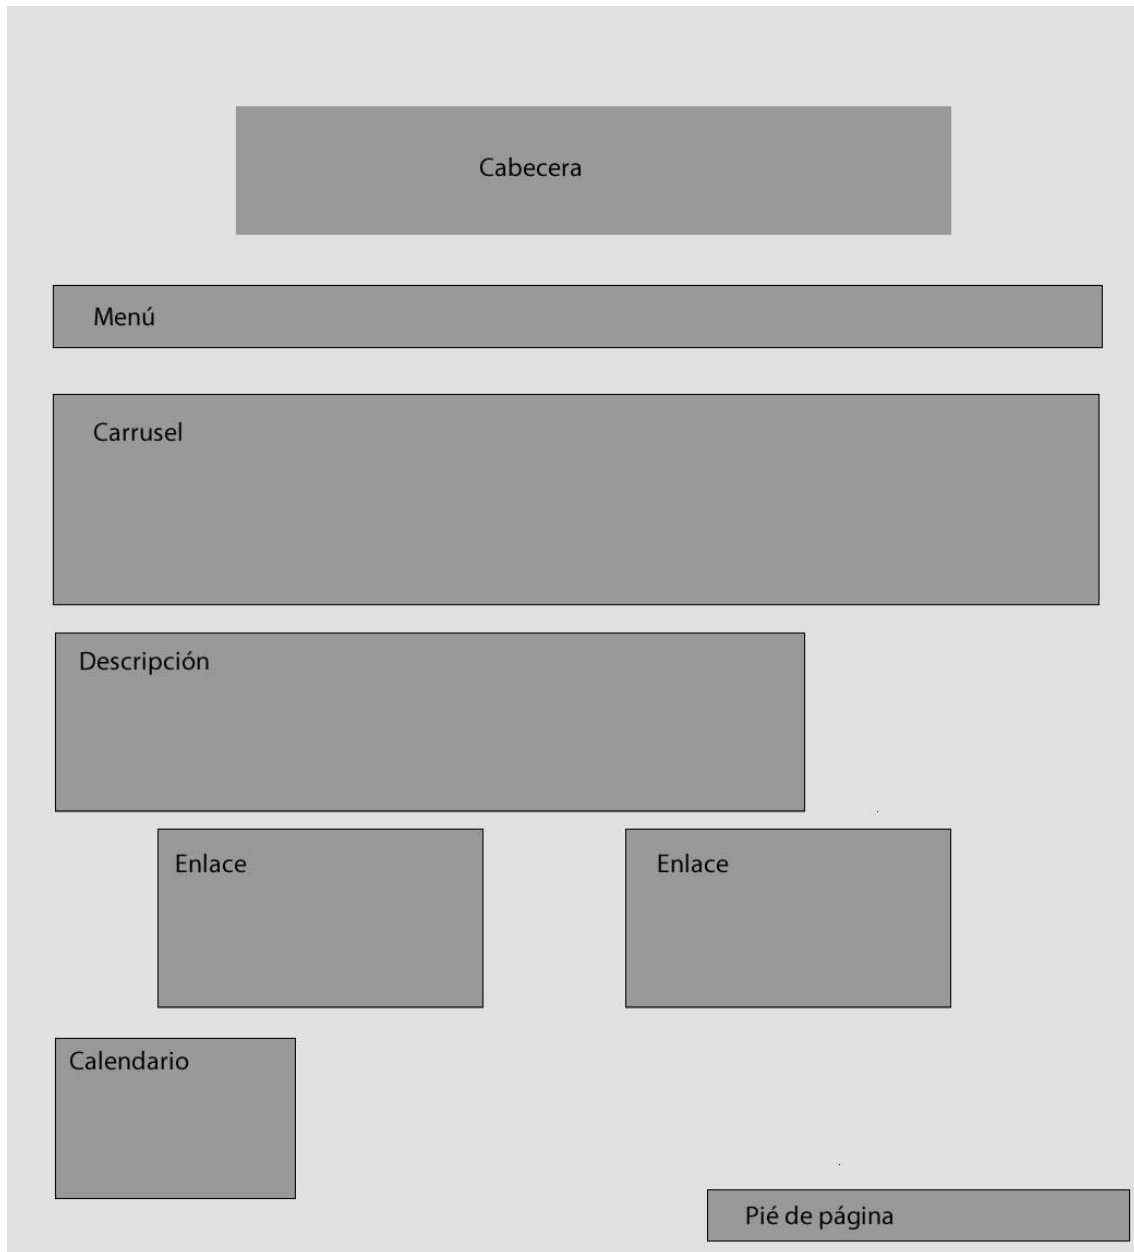 Cabecera
Menú
Carrusel
Descripción
Enlace
Enlace
Calendario
Pié de página